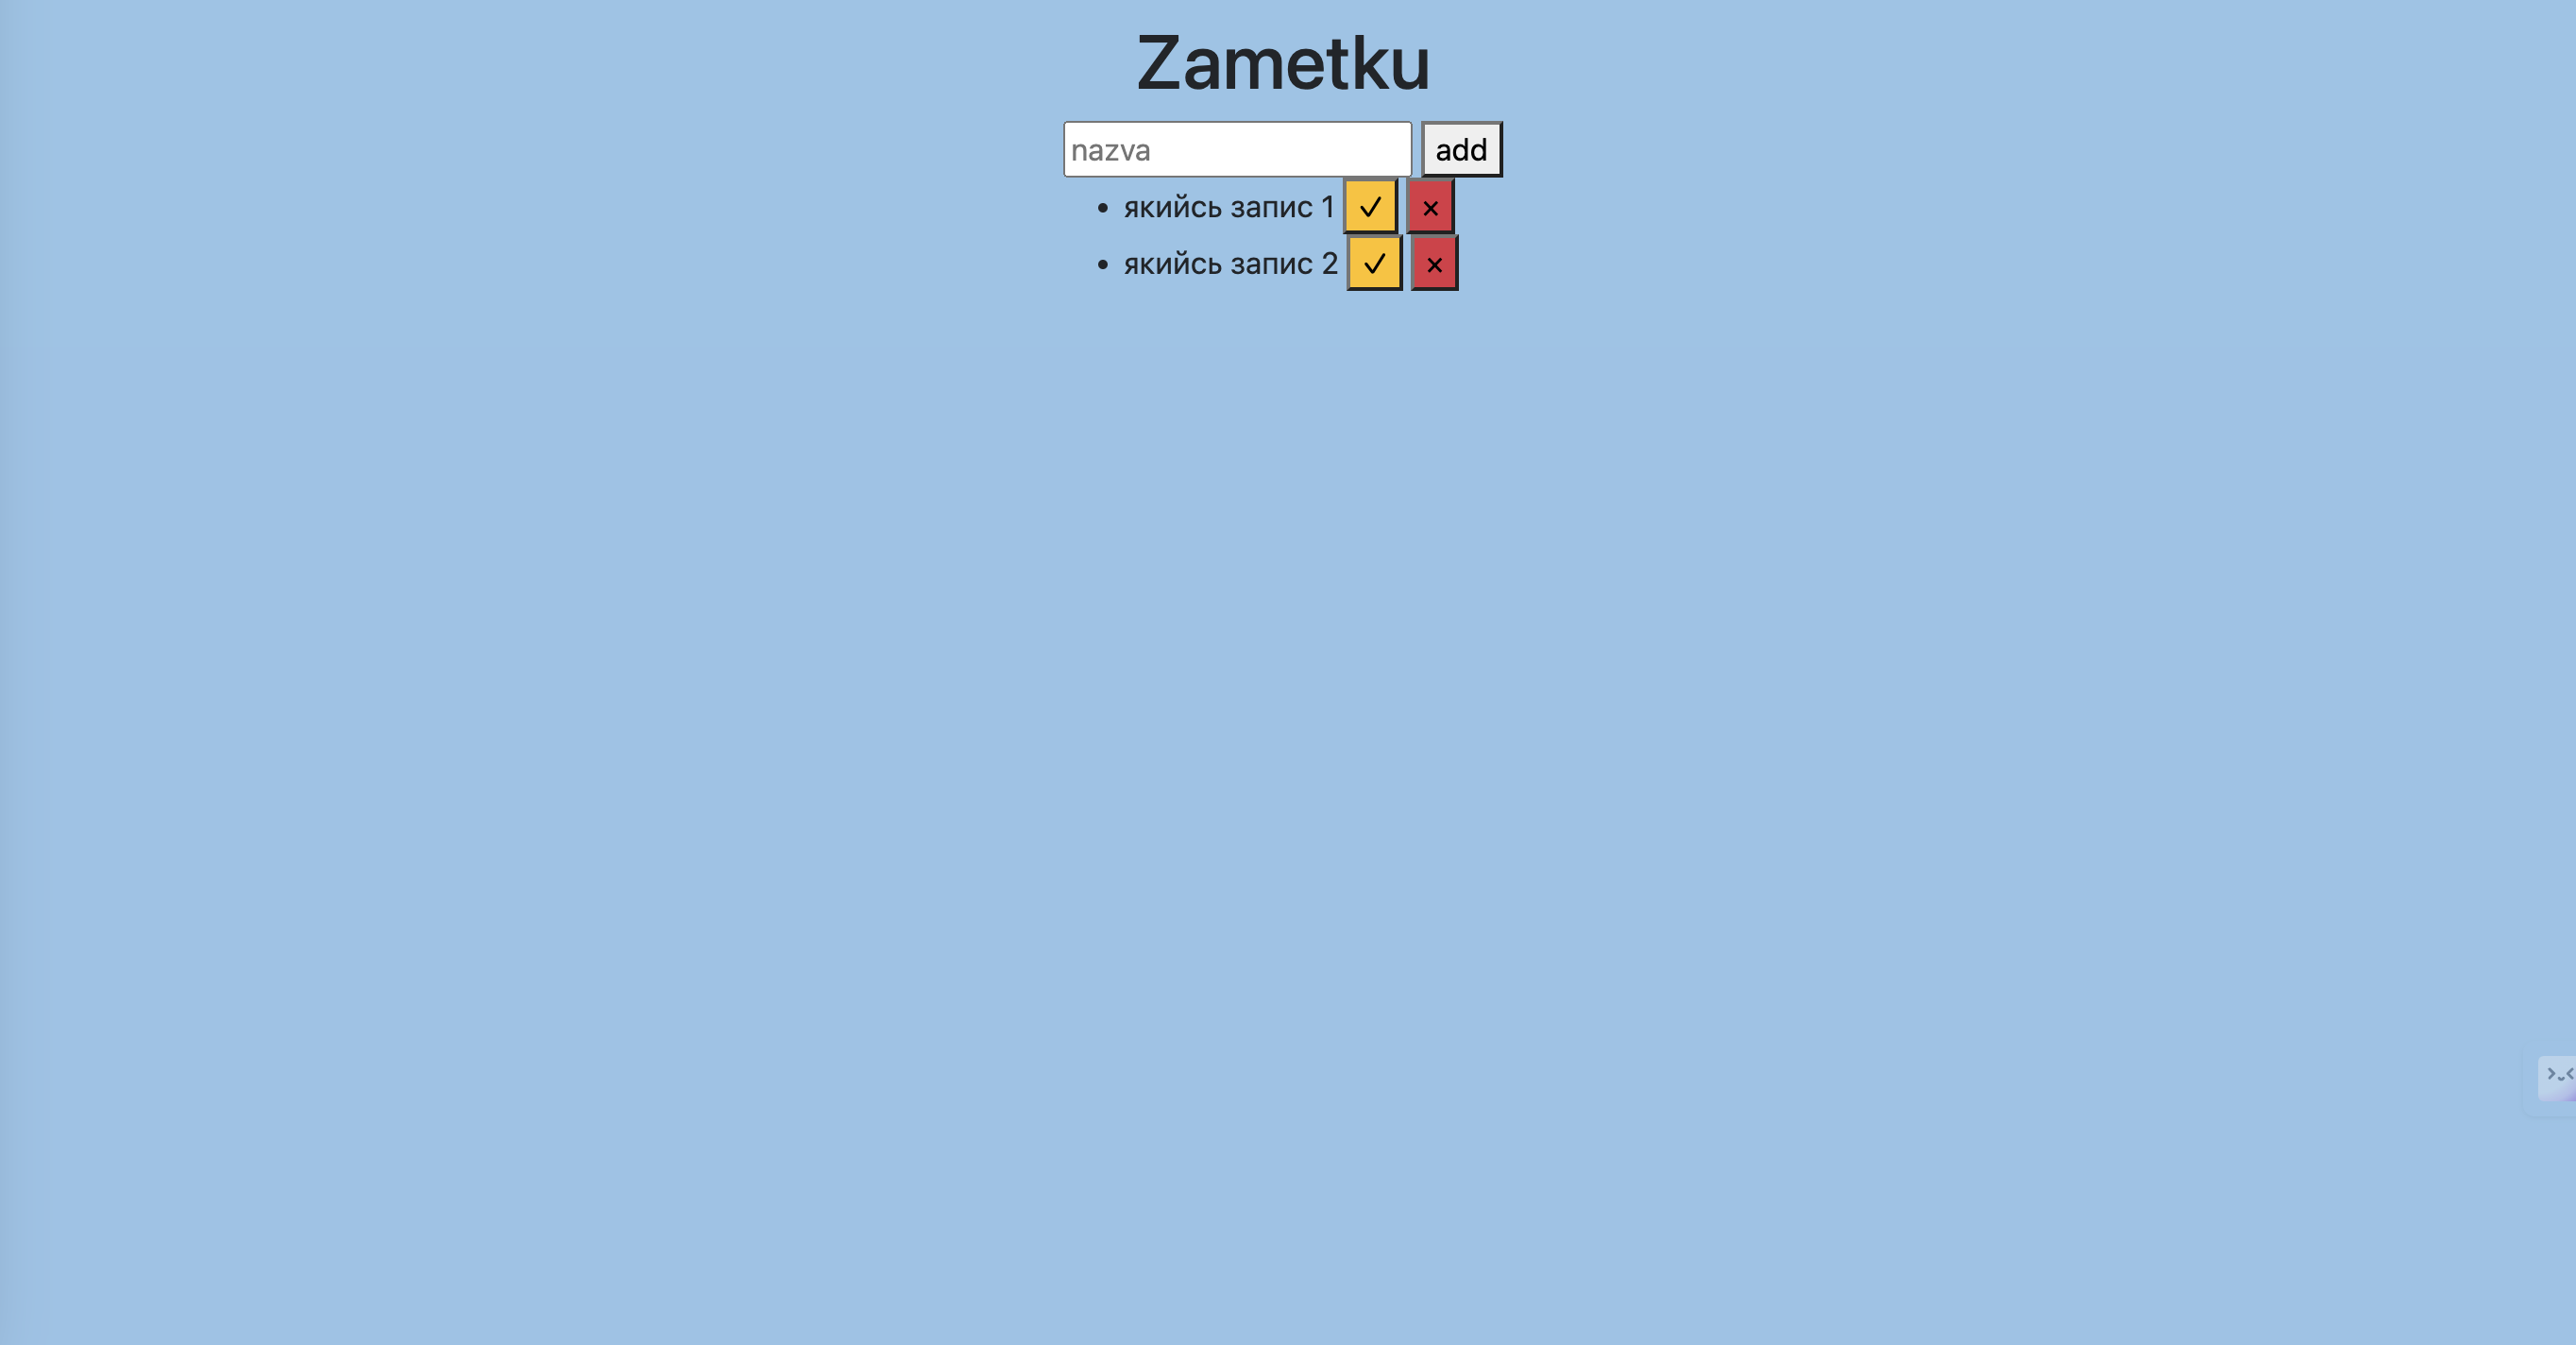 Zametku
nazva add
якийсь запис 1 ✓ ×
якийсь запис 2 ✓ ×